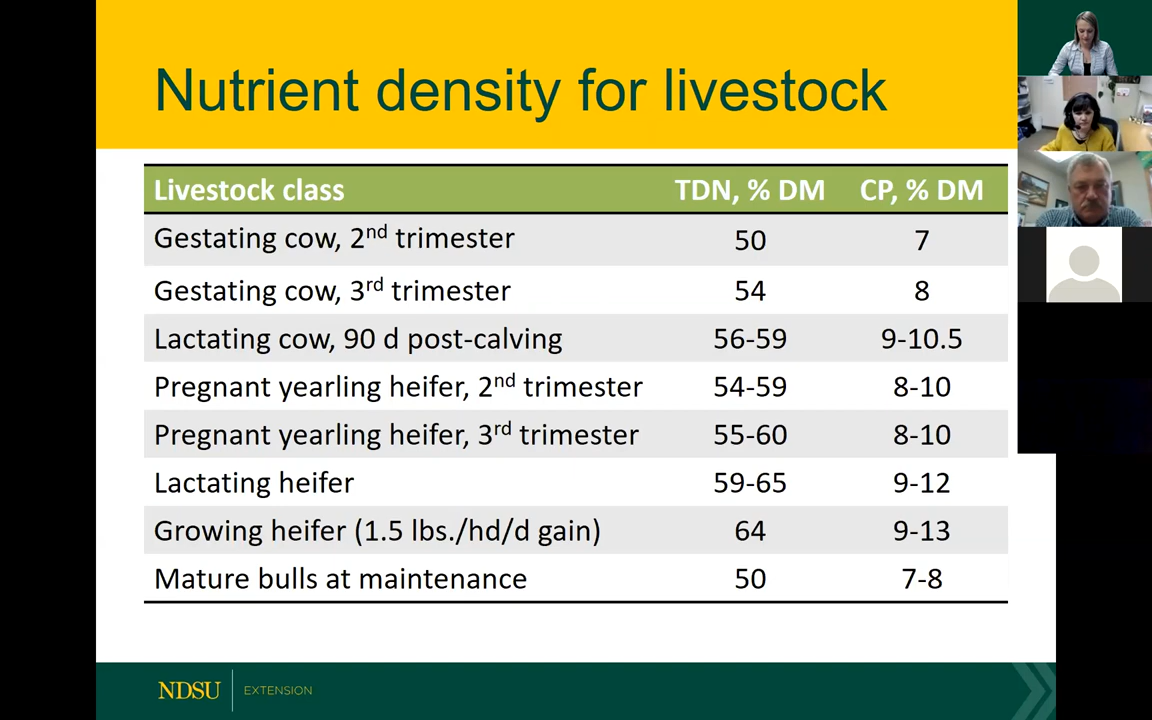 Nutrient density for livestock
Livestock class TDN, % DM CP, % DM
Gestating cow, 2nd trimester 50 7
Gestating cow, 3rd trimester 54 8
Lactating cow, 90 d post-calving 56-59 9-10.5
Pregnant yearling heifer, 2nd trimester 54-59 8-10
Pregnant yearling heifer, 3rd trimester 55-60 8-10
Lactating heifer 59-65 9-12
Growing heifer (1.5 lbs./hd/d gain) 64 9-13
Mature bulls at maintenance 50 7-8
NDSU EXTENSION